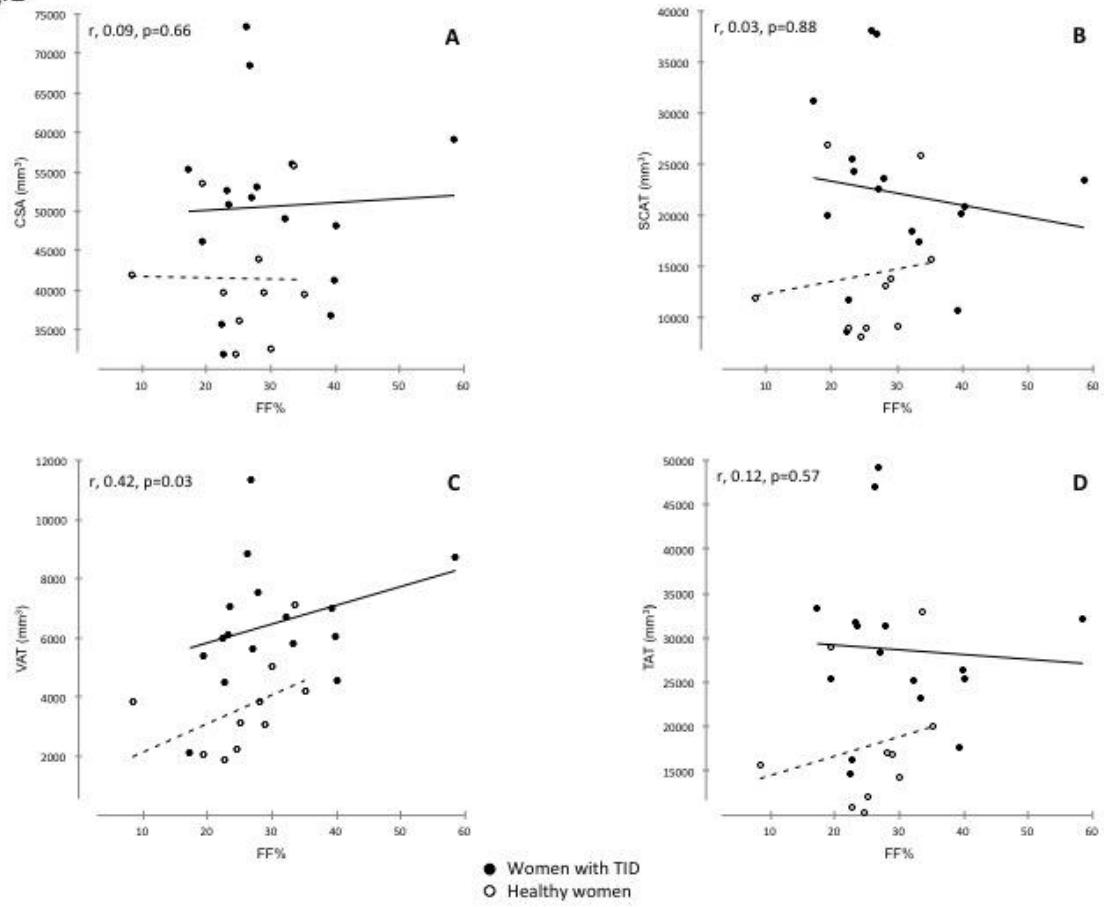 r, 0.09, p=0.66
A
75000
70000
65000
60000
55000
50000
45000
40000
35000
CSA (mm³)
10 20 30 40 50 60
FF%
r, 0.03, p=0.88
B
40000
35000
30000
25000
20000
15000
10000
SCAT (mm³)
10 20 30 40 50 60
FF%
r, 0.42, p=0.03
C
12000
10000
8000
6000
4000
2000
VAT (mm³)
10 20 30 40 50 60
FF%
r, 0.12, p=0.57
D
50000
45000
40000
35000
30000
25000
20000
15000
TAT (mm³)
10 20 30 40 50 60
FF%
Women with TID
Healthy women